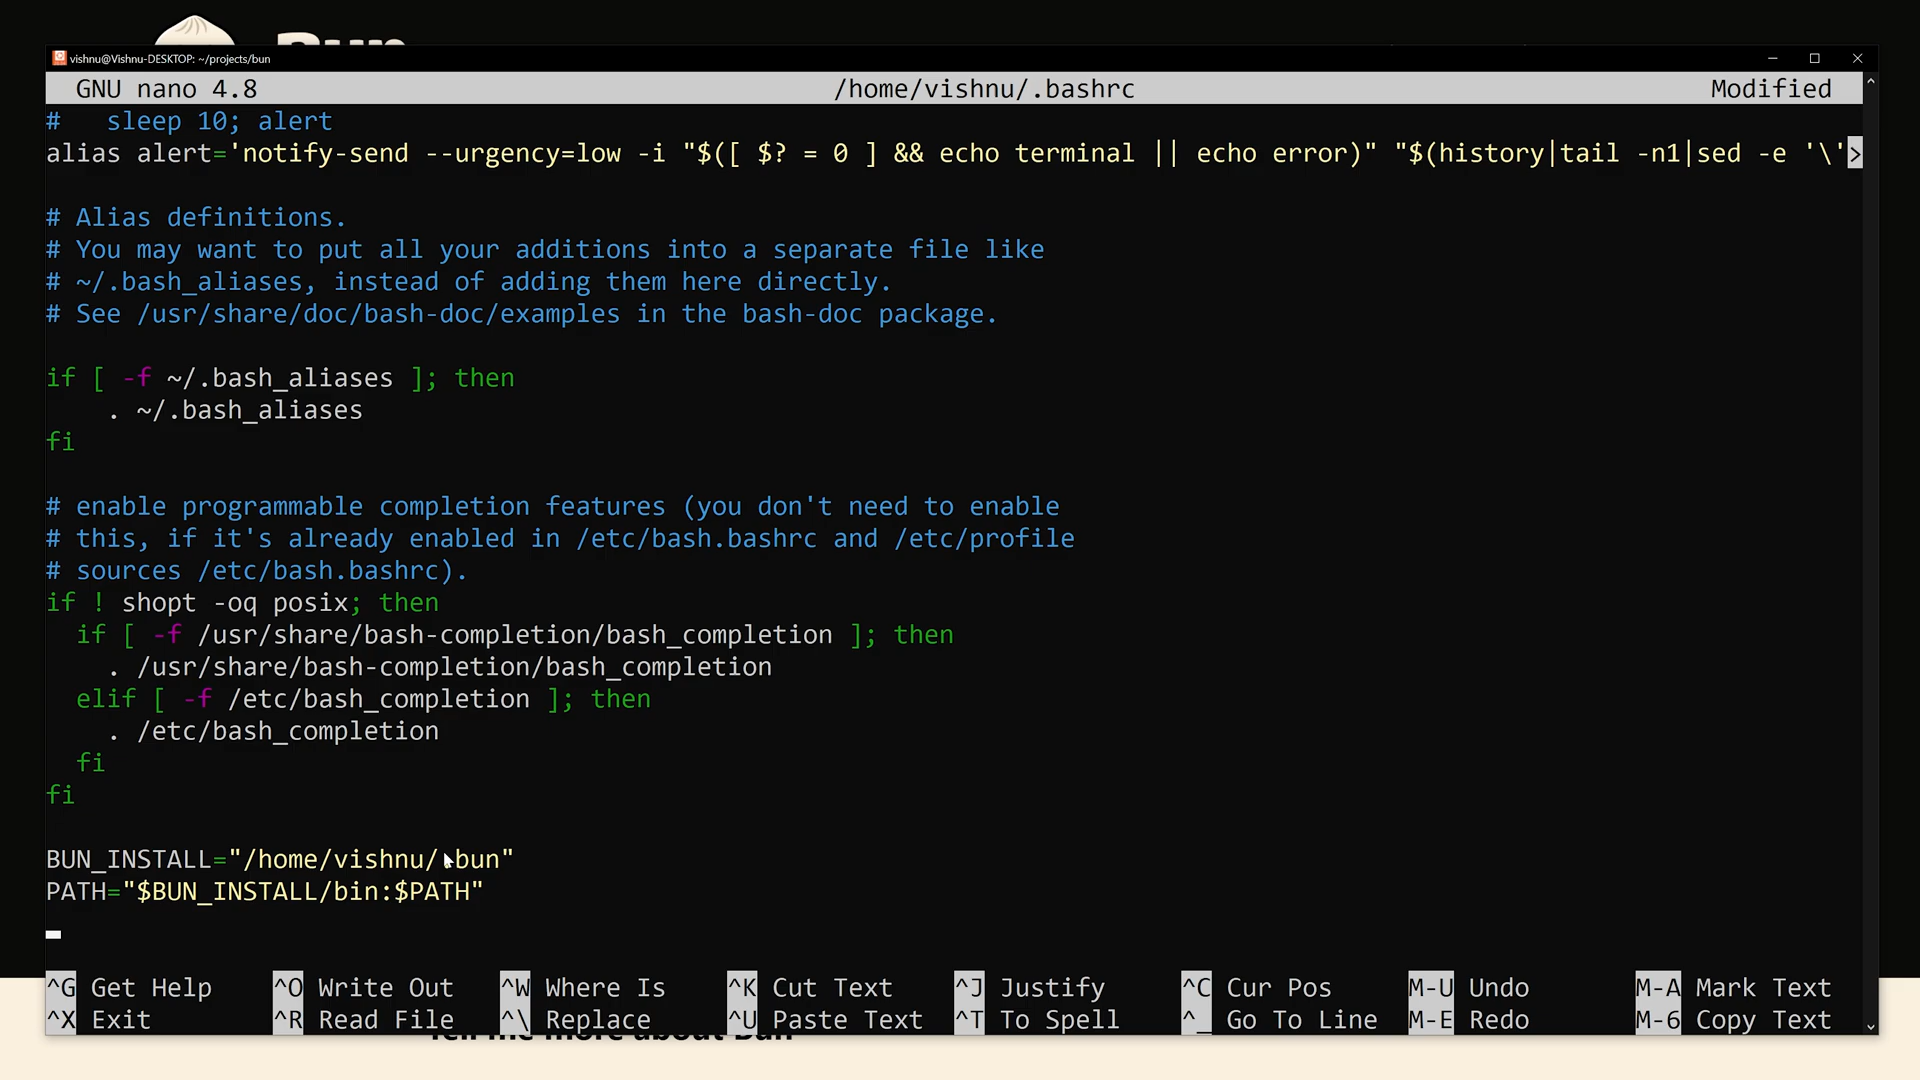 Bun
vishnu@Vishnu-DESKTOP: ~/projects/bun
GNU nano 4.8 /home/vishnu/.bashrc Modified
#   sleep 10; alert
alias alert='notify-send --urgency=low -i "$([ $? = 0 ] && echo terminal || echo error)" "$(history|tail -n1|sed -e '\'>
# Alias definitions.
# You may want to put all your additions into a separate file like
# ~/.bash_aliases, instead of adding them here directly.
# See /usr/share/doc/bash-doc/examples in the bash-doc package.
if [ -f ~/.bash_aliases ]; then
    . ~/.bash_aliases
fi
# enable programmable completion features (you don't need to enable
# this, if it's already enabled in /etc/bash.bashrc and /etc/profile
# sources /etc/bash.bashrc).
if ! shopt -oq posix; then
  if [ -f /usr/share/bash-completion/bash_completion ]; then
    . /usr/share/bash-completion/bash_completion
  elif [ -f /etc/bash_completion ]; then
    . /etc/bash_completion
  fi
fi
BUN_INSTALL="/home/vishnu/.bun"
PATH="$BUN_INSTALL/bin:$PATH"
^G Get Help ^O Write Out ^W Where Is ^K Cut Text ^J Justify ^C Cur Pos M-U Undo M-A Mark Text
^X Exit ^R Read File ^\ Replace ^U Paste Text ^T To Spell ^_ Go To Line M-E Redo M-6 Copy Text
Tell me more about Bun